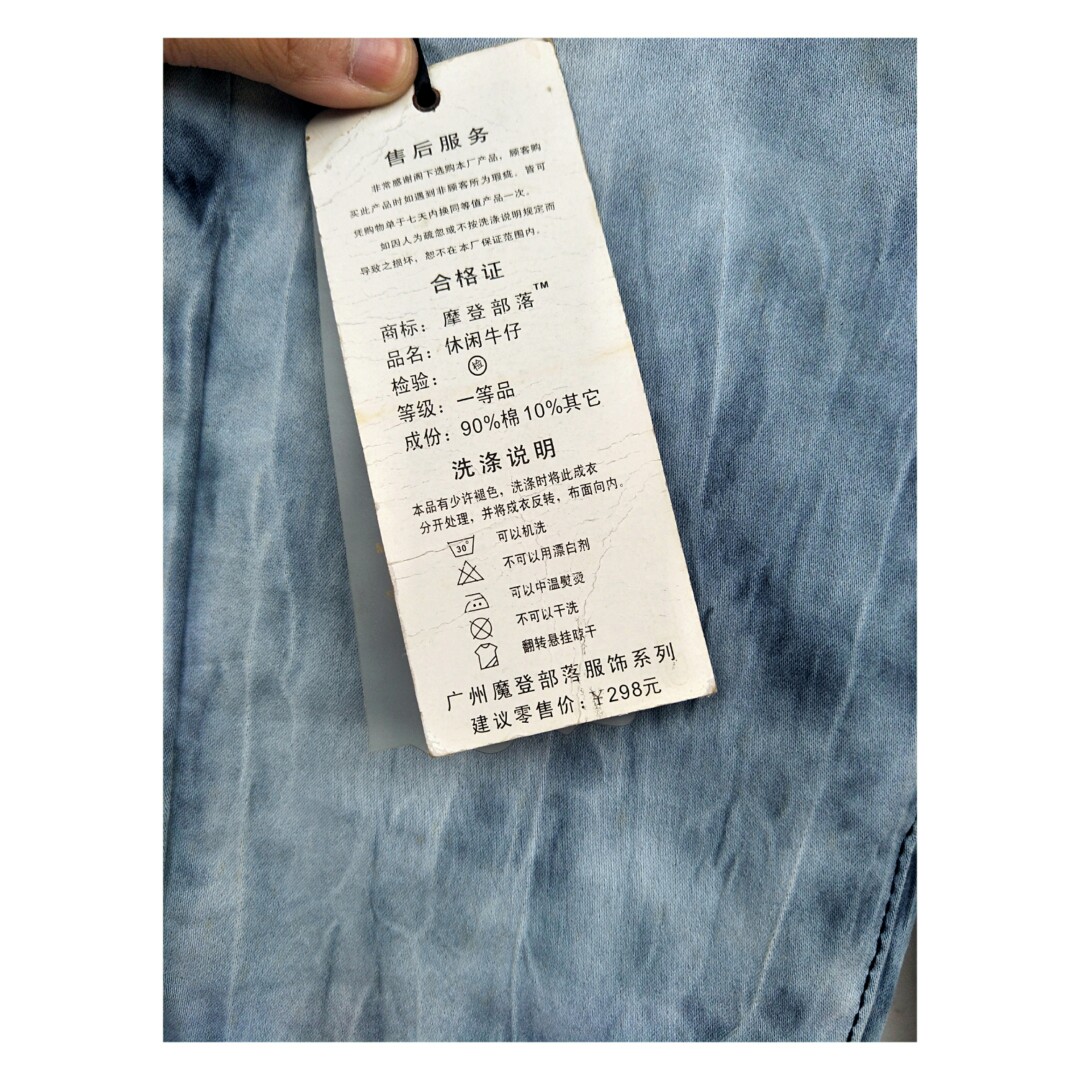 售后服务
非常感谢阁下选购本厂产品，顾客购
买此产品时如遇到非顾客所为瑕疵．皆可
凭购物单于七天内换同等值产品一次。
如因人为疏忽或不按洗涤说明规定而
导致之损坏，恕不在本厂保证范围内．
合格证
商标：摩登部落™
品名：休闲牛仔
检验：检
等级：一等品
成份：90%棉10%其它
洗涤说明
本品有少许褪色，洗涤时将此成衣
分开处理，并将成衣反转，布面向内。
30° 可以机洗
不可以用漂白剂
可以中温熨烫
不可以干洗
翻转悬挂晾干
广州魔登部落服饰系列
建议零售价：¥298元